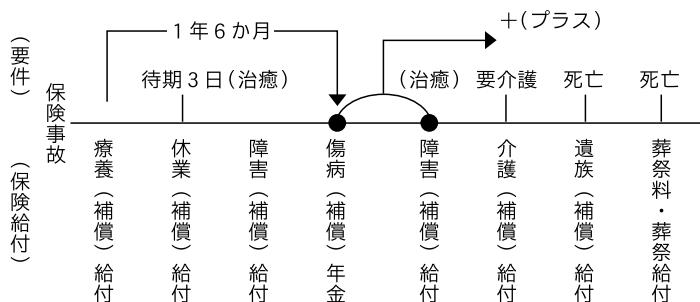 (要件)
1年6か月
+(プラス)
待期3日(治癒)
(治癒)
要介護
死亡
死亡
保険事故
(保険給付)
療養(補償)給付
休業(補償)給付
障害(補償)給付
傷病(補償)年金
障害(補償)給付
介護(補償)給付
遺族(補償)給付
葬祭料・葬祭給付